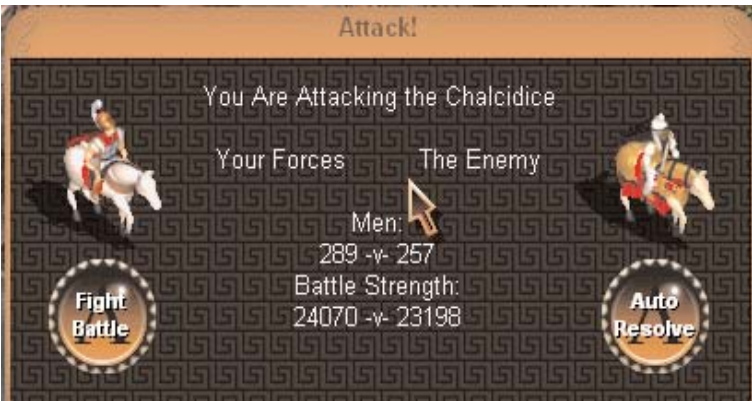 Attack!
You Are Attacking the Chalcidice
Your Forces The Enemy
Men:
289 -v- 257
Battle Strength:
24070 -v- 23198
Fight
Battle
Auto
Resolve